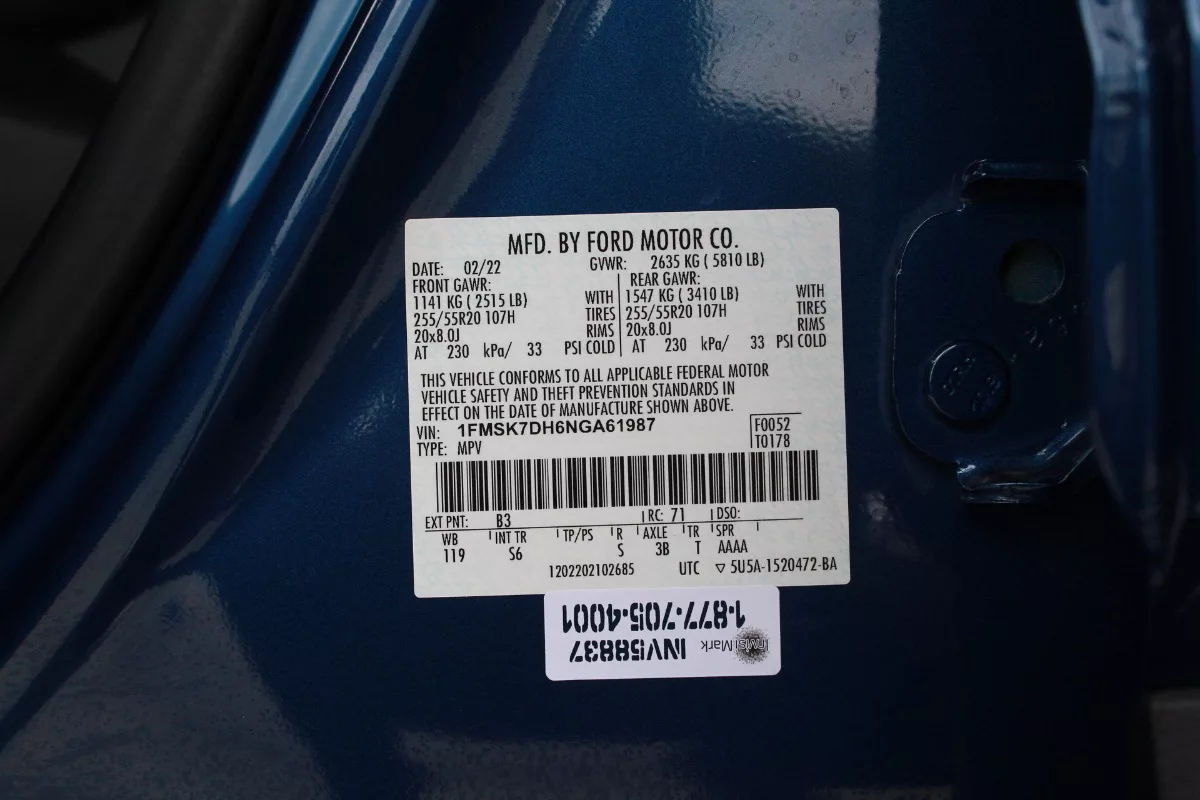 MFD. BY FORD MOTOR CO.
DATE: 02/22 GVWR: 2635 KG ( 5810 LB)
FRONT GAWR: REAR GAWR:
1141 KG ( 2515 LB) WITH 1547 KG ( 3410 LB) WITH
255/55R20 107H TIRES 255/55R20 107H TIRES
20x8.0J RIMS 20x8.0J RIMS
AT 230 kPa/ 33 PSI COLD AT 230 kPa/ 33 PSI COLD
THIS VEHICLE CONFORMS TO ALL APPLICABLE FEDERAL MOTOR
VEHICLE SAFETY AND THEFT PREVENTION STANDARDS IN
EFFECT ON THE DATE OF MANUFACTURE SHOWN ABOVE.
VIN: 1FMSK7DH6NGA61987 F0052
TYPE: MPV T0178
EXT PNT: B3 RC: 71 DSO:
WB INT TR TP/PS R AXLE TR SPR
119 S6 S 3B T AAAA
1202202102685 UTC ▽ 5U5A-1520472-BA
InvisiMark INV58837
1-877-705-4001